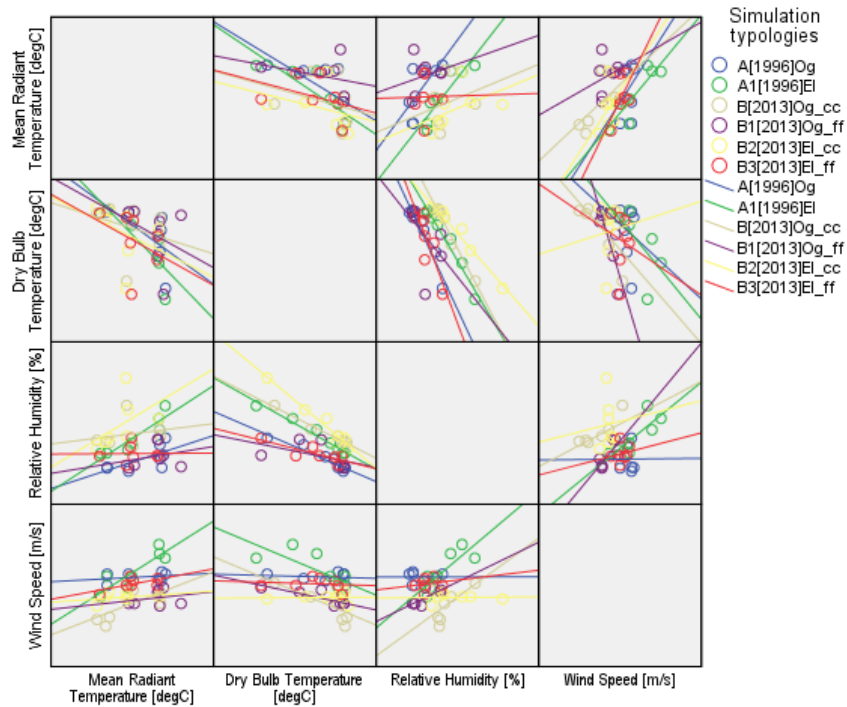 Simulation
typologies
A[1996]Og
A1[1996]El
B[2013]Og_cc
B1[2013]Og_ff
B2[2013]El_cc
B3[2013]El_ff
A[1996]Og
A1[1996]El
B[2013]Og_cc
B1[2013]Og_ff
B2[2013]El_cc
B3[2013]El_ff
Mean Radiant
Temperature [degC]
Dry Bulb
Temperature [degC]
Relative Humidity [%]
Wind Speed [m/s]
Mean Radiant
Temperature [degC]
Dry Bulb Temperature
[degC]
Relative Humidity [%]
Wind Speed [m/s]